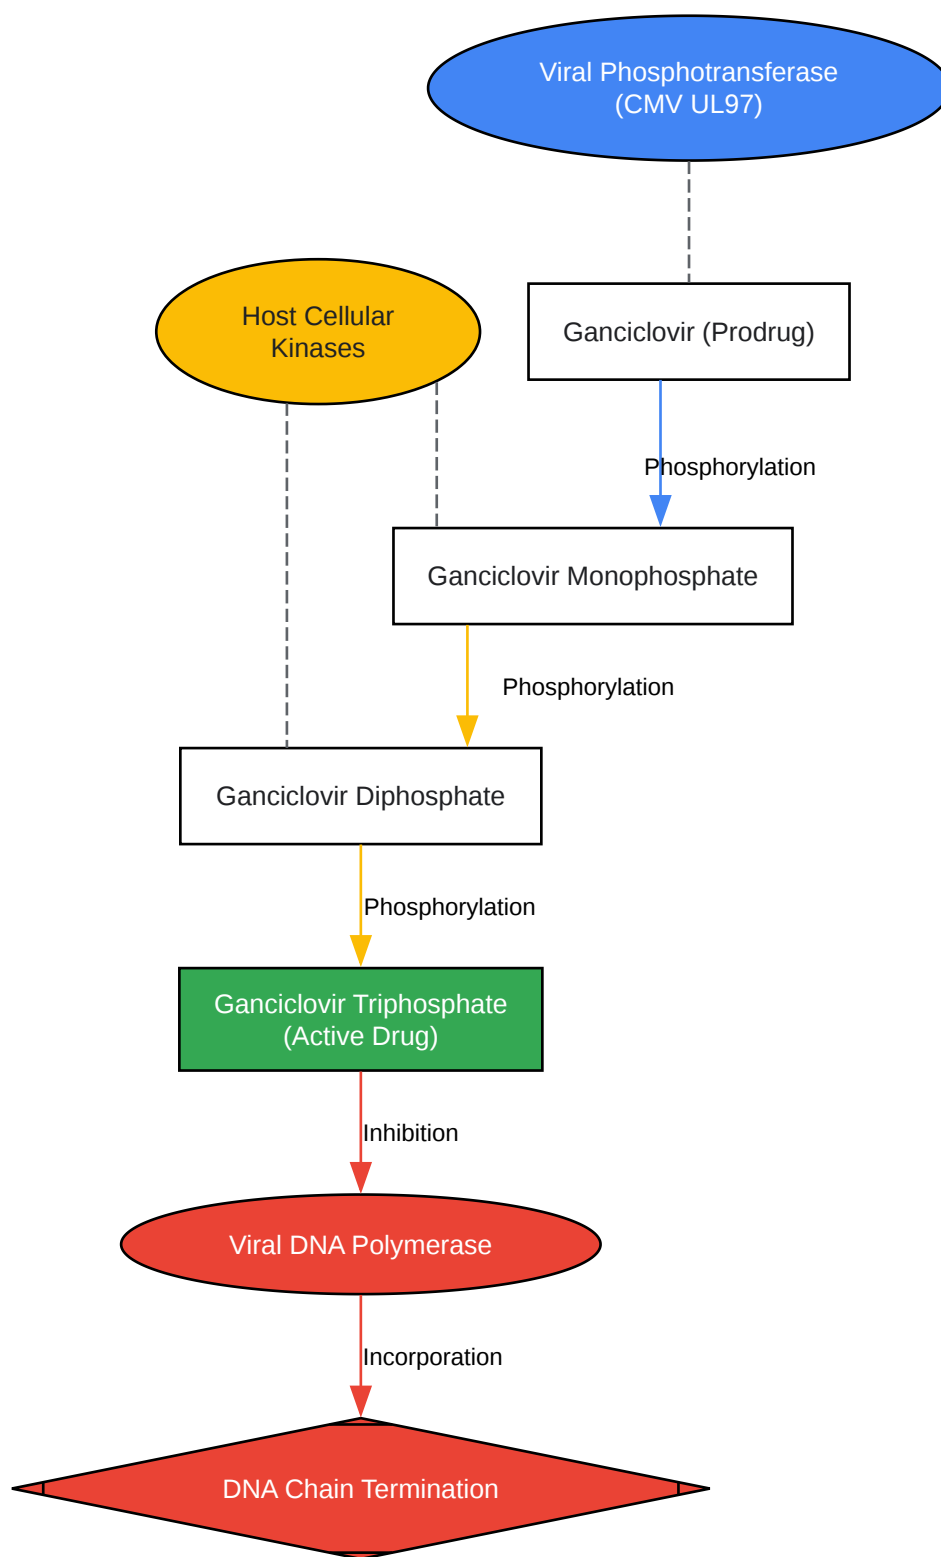 Viral Phosphotransferase
(CMV UL97)
Host Cellular
Kinases
Ganciclovir (Prodrug)
Phosphorylation
Ganciclovir Monophosphate
Phosphorylation
Ganciclovir Diphosphate
Phosphorylation
Ganciclovir Triphosphate
(Active Drug)
Inhibition
Viral DNA Polymerase
Incorporation
DNA Chain Termination